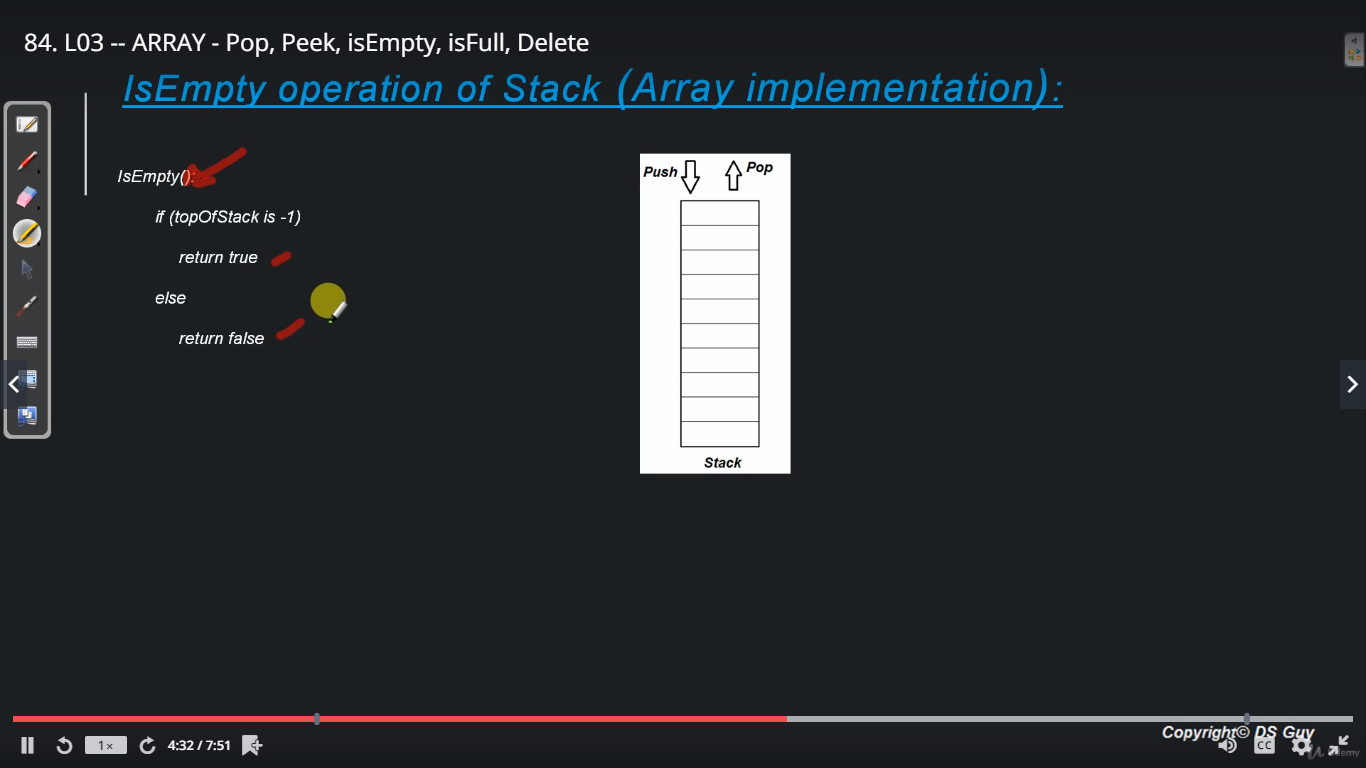 84. L03 -- ARRAY - Pop, Peek, isEmpty, isFull, Delete
IsEmpty operation of Stack (Array implementation):
IsEmpty():
if (topOfStack is -1)
return true
else
return false
Push
Pop
Stack
Copyright© DS Guy
1×
4:32 / 7:51
CC